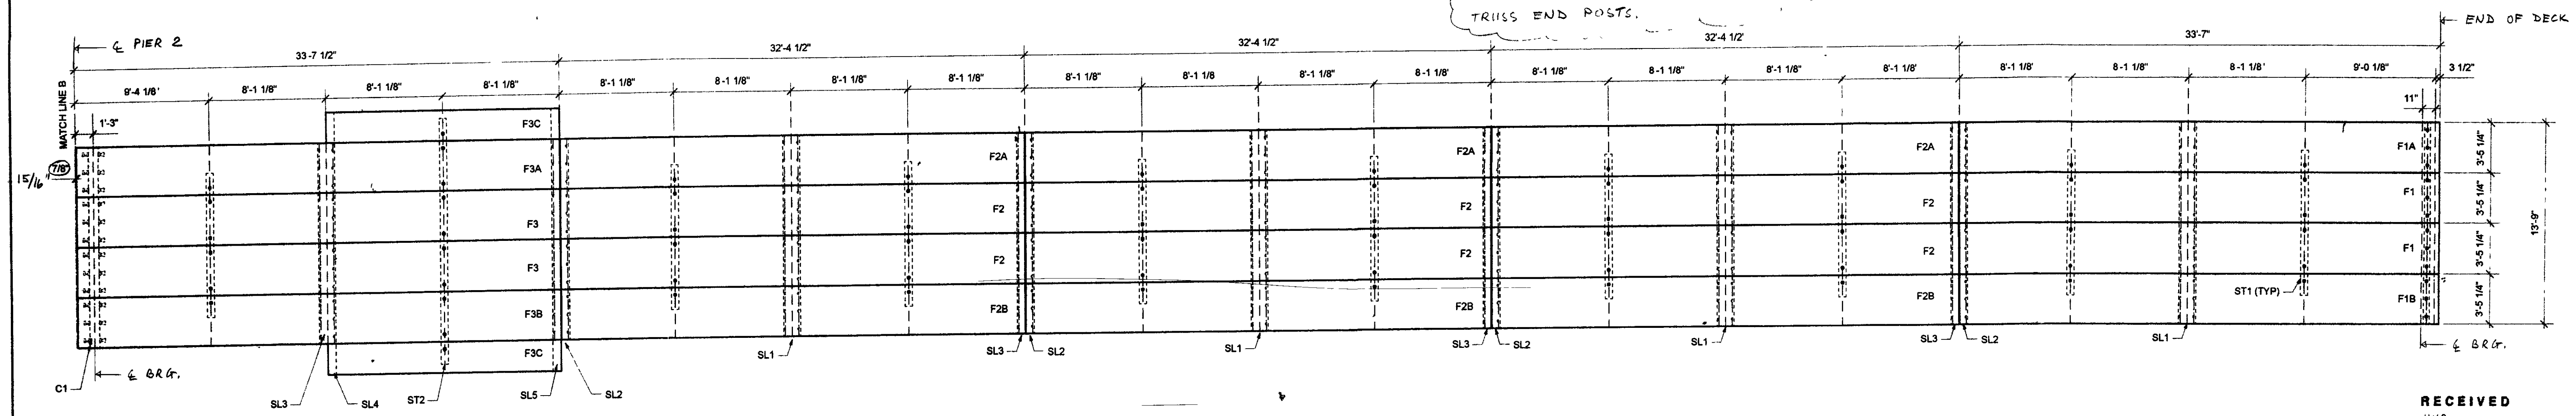 TRUSS END POSTS.
END OF DECK
℄ PIER 2
33'-7 1/2"
32'-4 1/2"
32'-4 1/2"
32'-4 1/2'
33'-7"
MATCH LINE B
9'-4 1/8'
8'-1 1/8"
8'-1 1/8"
8'-1 1/8"
8'-1 1/8"
8-1 1/8"
8'-1 1/8"
8'-1 1/8"
8'-1 1/8"
8'-1 1/8
8'-1 1/8"
8-1 1/8'
8'-1 1/8"
8-1 1/8"
8'-1 1/8"
8'-1 1/8'
8'-1 1/8"
8-1 1/8"
8-1 1/8'
9'-0 1/8"
3 1/2"
1'-3"
11"
15/16"
7/8"
F3C
F3A
F2A
F2A
F2A
F1A
3'-5 1/4"
F3
F2
F2
F2
F1
3'-5 1/4"
13'-9"
F3
F2
F2
F2
F1
3'-5 1/4"
F3B
F2B
F2B
F2B
ST1 (TYP)
F1B
3'-5 1/4"
F3C
SL1
SL3
SL2
SL1
SL3
SL2
SL1
SL3
SL2
SL1
℄ BRG.
C1
℄ BRG.
SL3
SL4
ST2
SL5
SL2
RECEIVED